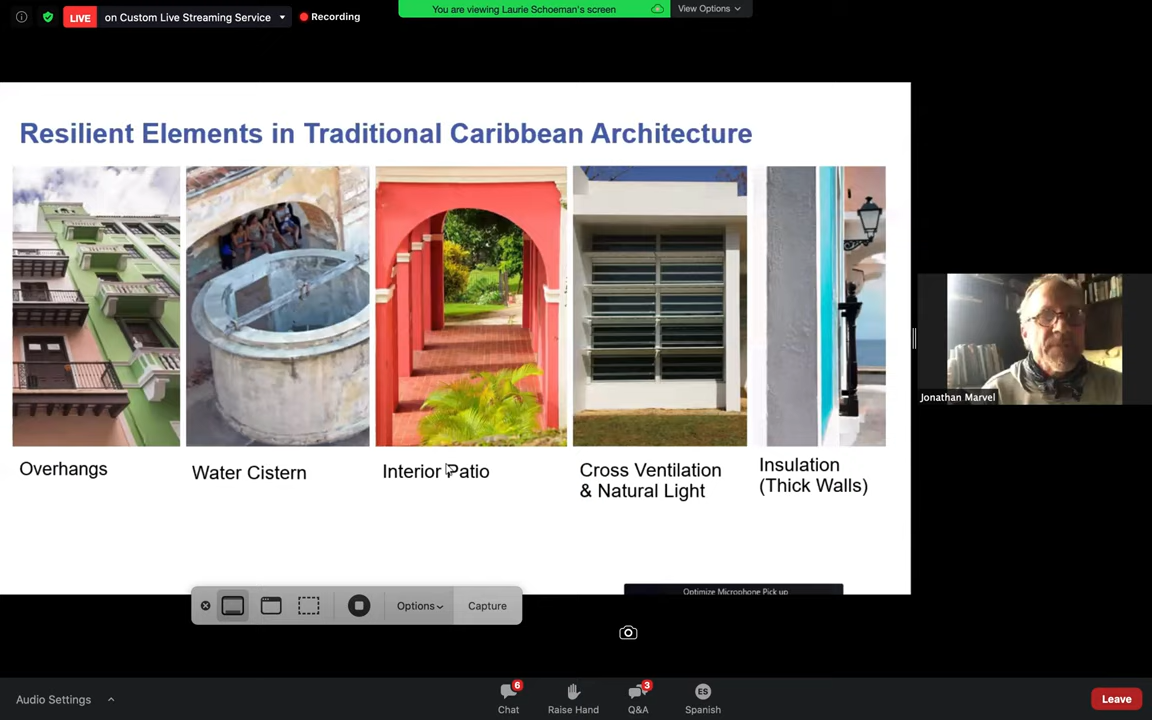 LIVE on Custom Live Streaming Service
Recording
You are viewing Laurie Schoeman's screen
View Options
Resilient Elements in Traditional Caribbean Architecture
Overhangs
Water Cistern
Interior Patio
Cross Ventilation
& Natural Light
Insulation
(Thick Walls)
Jonathan Marvel
Optimize Microphone Pick up
Options
Capture
Audio Settings
6
Chat
Raise Hand
3
Q&A
ES
Spanish
Leave